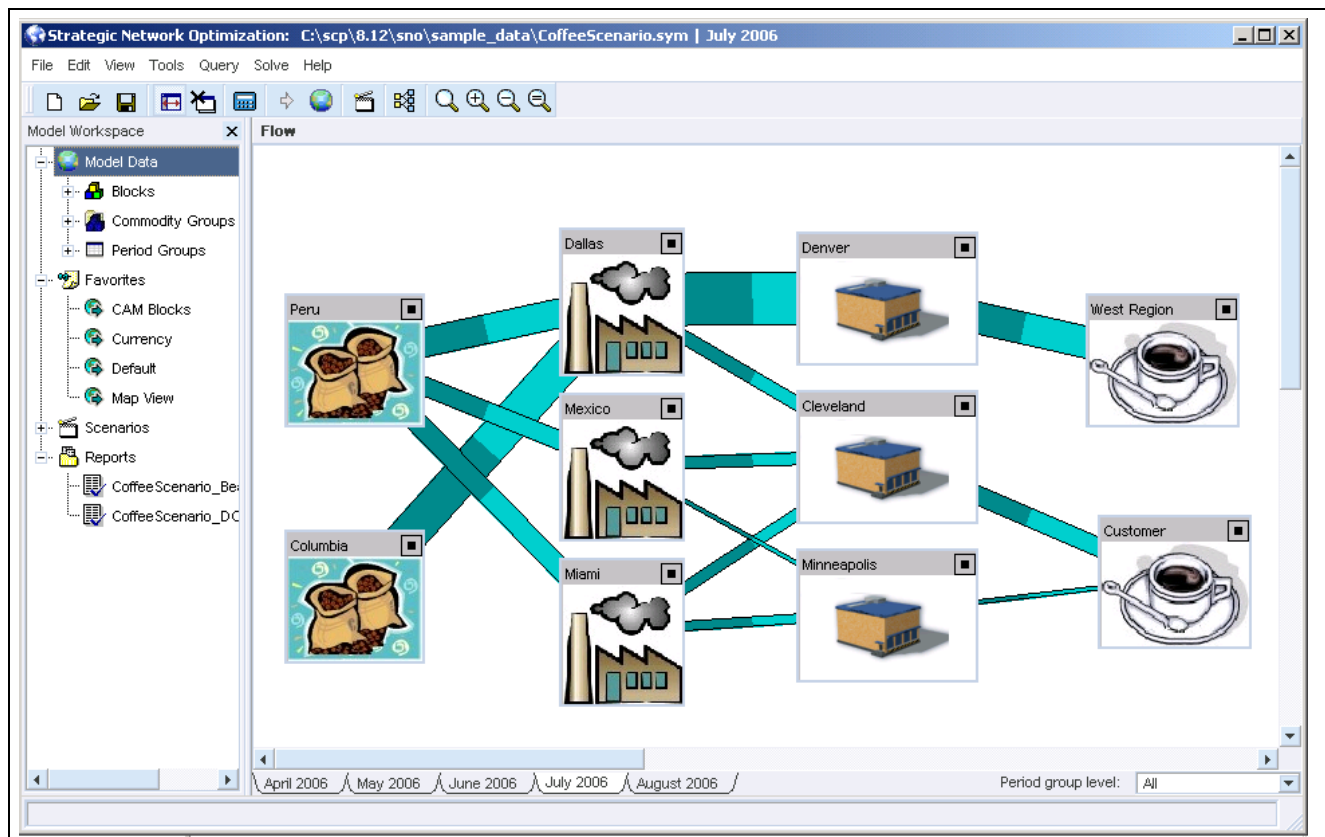 Strategic Network Optimization: C:\scp\8.12\sno\sample_data\CoffeeScenario.sym | July 2006
File Edit View Tools Query Solve Help
Model Workspace
Flow
Model Data
Blocks
Commodity Groups
Period Groups
Favorites
CAM Blocks
Currency
Default
Map View
Scenarios
Reports
CoffeeScenario_Be
CoffeeScenario_DC
Peru
Columbia
Dallas
Mexico
Miami
Denver
Cleveland
Minneapolis
West Region
Customer
April 2006 May 2006 June 2006 July 2006 August 2006
Period group level: All